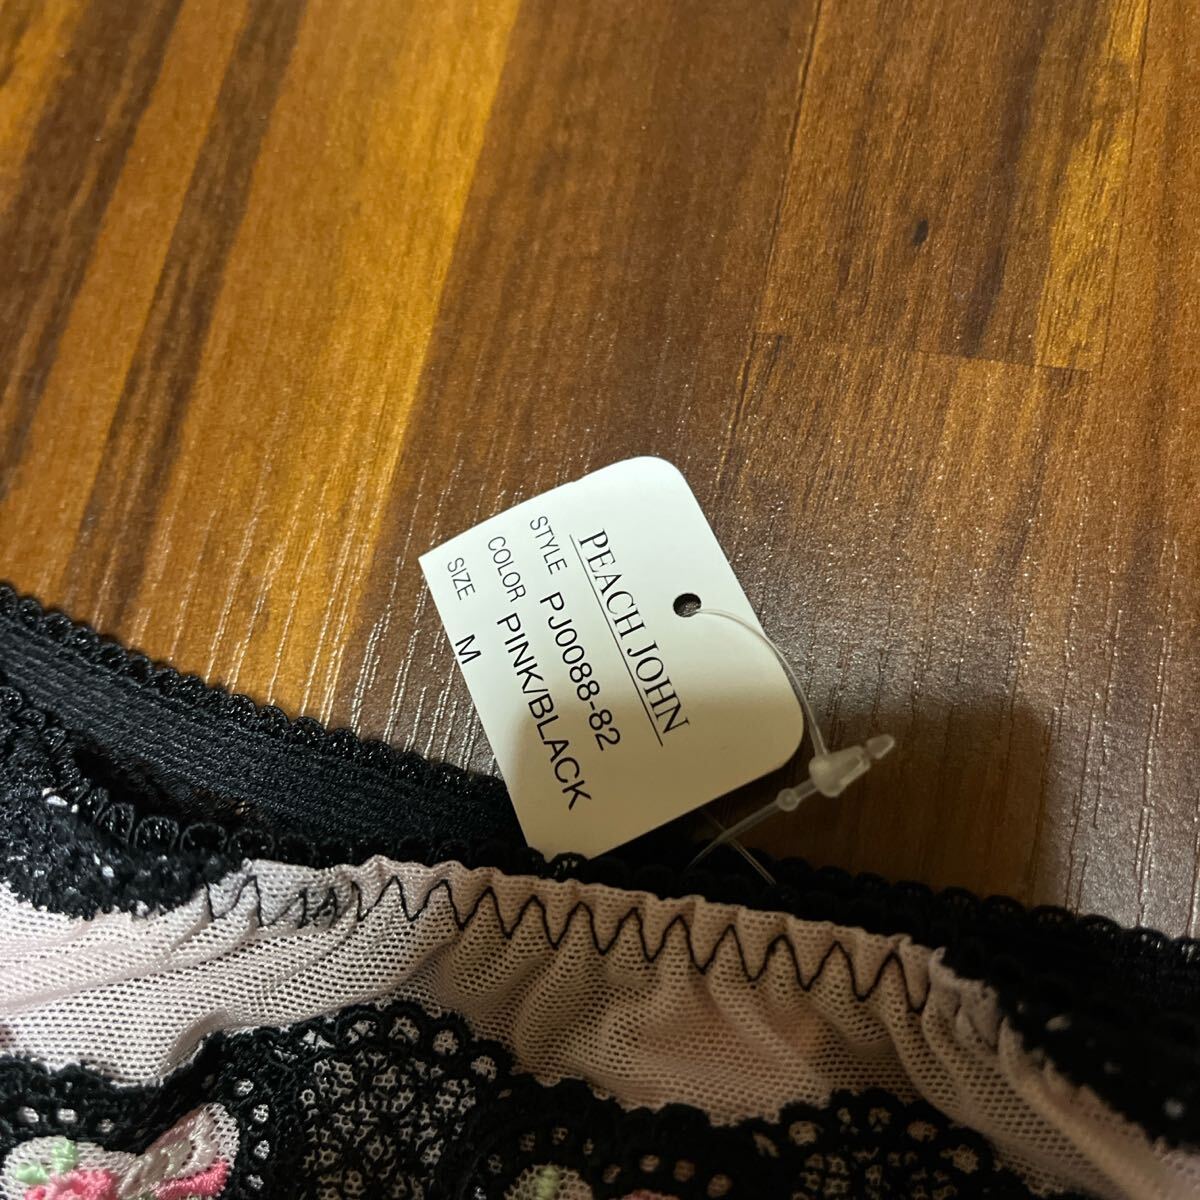 PEACH JOHN
STYLE PJ0088-82
COLOR PINK/BLACK
SIZE M